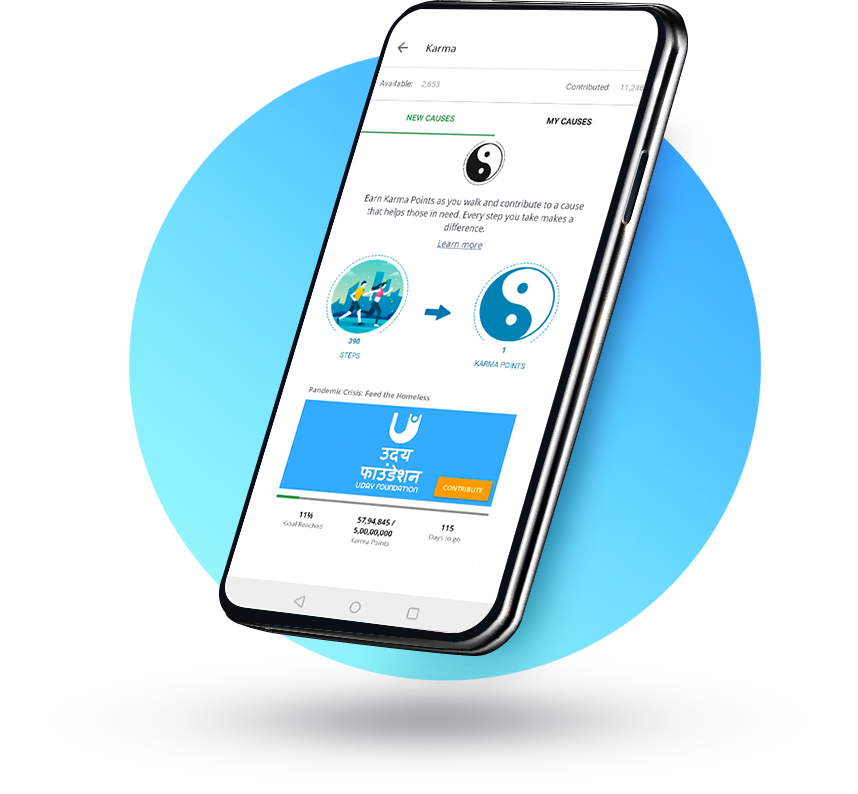 Karma
Available: 2,653 Contributed: 11,246
NEW CAUSES MY CAUSES
Earn Karma Points as you walk and contribute to a cause
that helps those in need. Every step you take makes a
difference.
Learn more
390 1
STEPS KARMA POINTS
Pandemic Crisis: Feed the Homeless
उदय
फाउंडेशन
UDAY FOUNDATION
CONTRIBUTE
11% 57,94,845 / 115
Goal Reached 5,00,00,000 Days to go
Karma Points